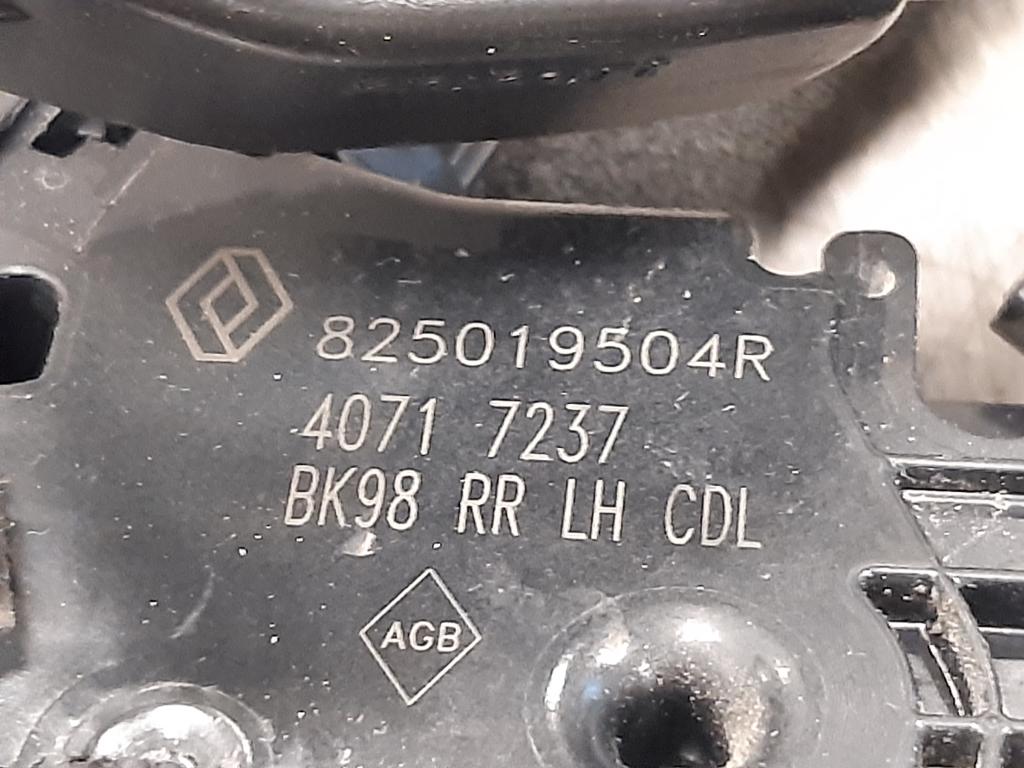 825019504R
4071 7237
BK98 RR LH CDL
AGB